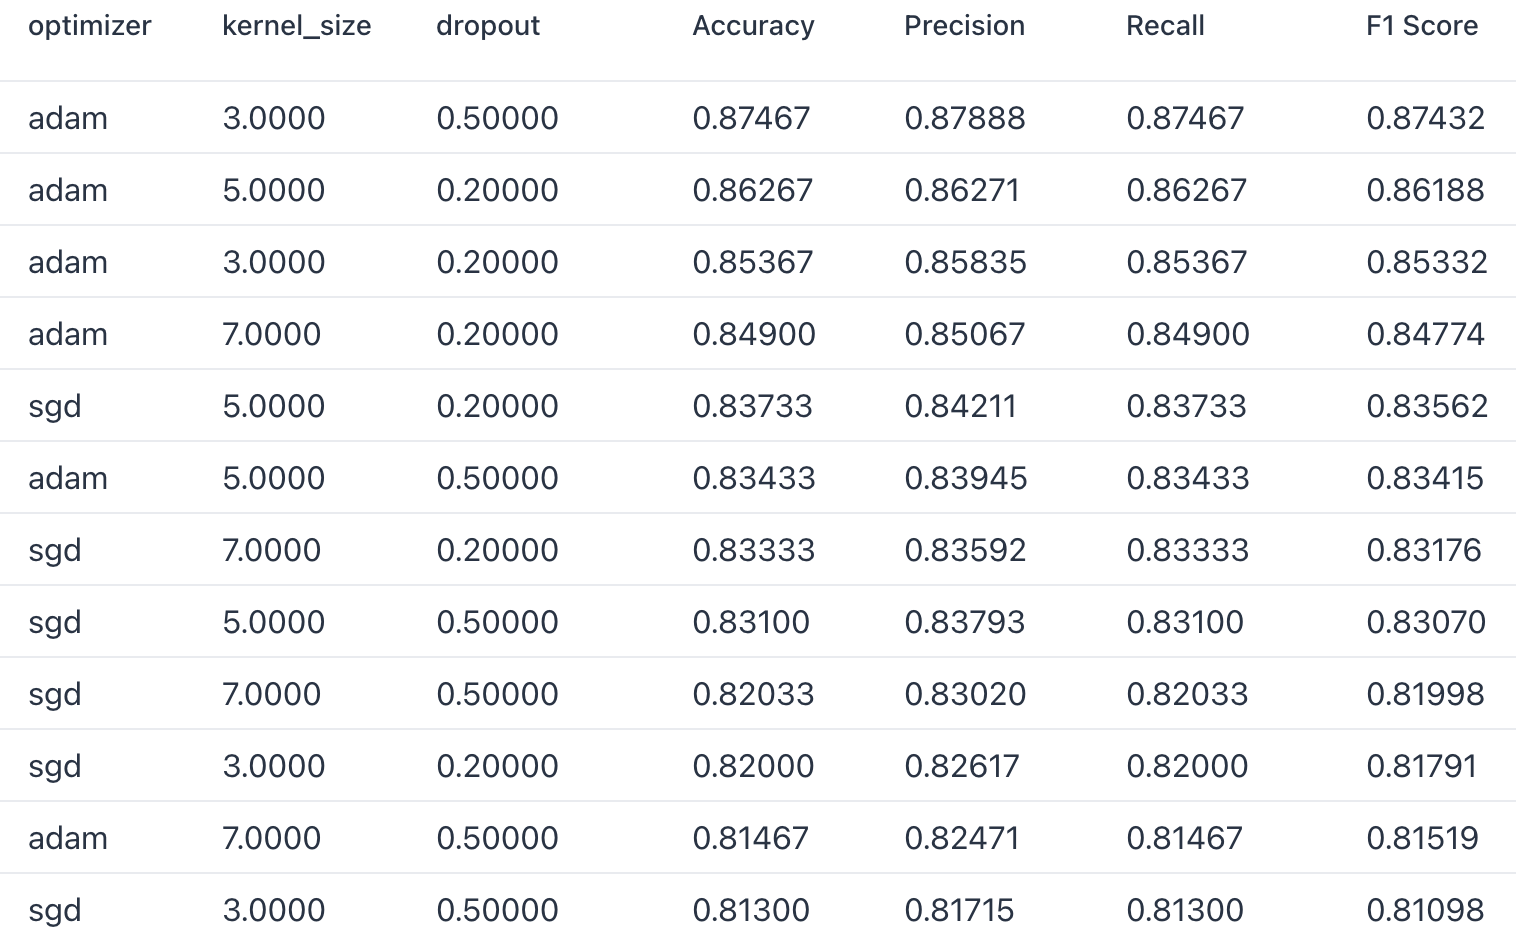 optimizer kernel_size dropout Accuracy Precision Recall F1 Score
adam 3.0000 0.50000 0.87467 0.87888 0.87467 0.87432
adam 5.0000 0.20000 0.86267 0.86271 0.86267 0.86188
adam 3.0000 0.20000 0.85367 0.85835 0.85367 0.85332
adam 7.0000 0.20000 0.84900 0.85067 0.84900 0.84774
sgd 5.0000 0.20000 0.83733 0.84211 0.83733 0.83562
adam 5.0000 0.50000 0.83433 0.83945 0.83433 0.83415
sgd 7.0000 0.20000 0.83333 0.83592 0.83333 0.83176
sgd 5.0000 0.50000 0.83100 0.83793 0.83100 0.83070
sgd 7.0000 0.50000 0.82033 0.83020 0.82033 0.81998
sgd 3.0000 0.20000 0.82000 0.82617 0.82000 0.81791
adam 7.0000 0.50000 0.81467 0.82471 0.81467 0.81519
sgd 3.0000 0.50000 0.81300 0.81715 0.81300 0.81098